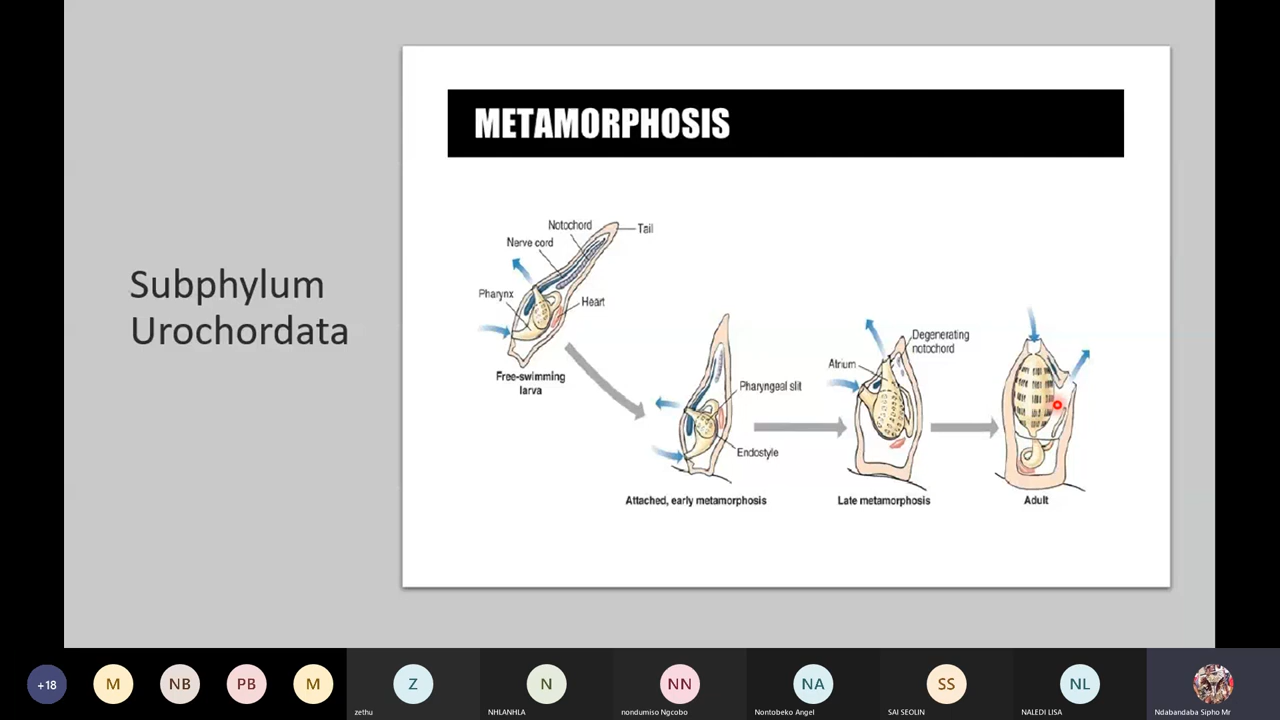 METAMORPHOSIS
Subphylum
Urochordata
Notochord
Tail
Nerve cord
Pharynx
Heart
Free-swimming
larva
Pharyngeal slit
Endostyle
Attached, early metamorphosis
Degenerating
notochord
Atrium
Late metamorphosis
Adult
+18
M
NB
PB
M
Z
N
NN
NA
SS
NL
zethu
NHLANHLA
nondumiso Ngcobo
Nontobeko Angel
SAI SEOLIN
NALEDI LISA
Ndabandaba Sipho Mr